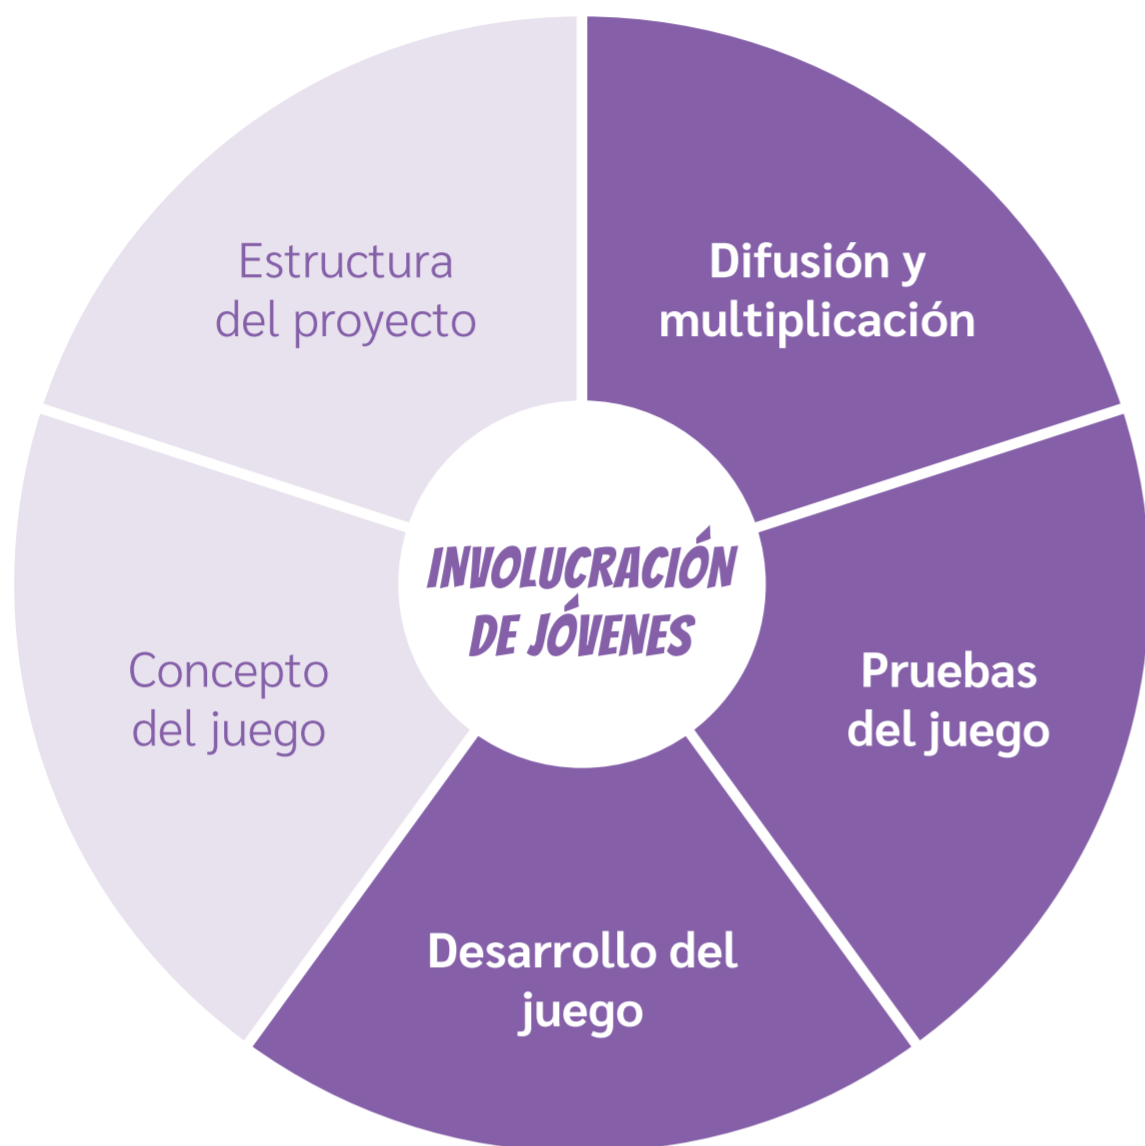 Estructura
del proyecto
Difusión y
multiplicación
INVOLUCRACIÓN
DE JÓVENES
Concepto
del juego
Pruebas
del juego
Desarrollo del
juego